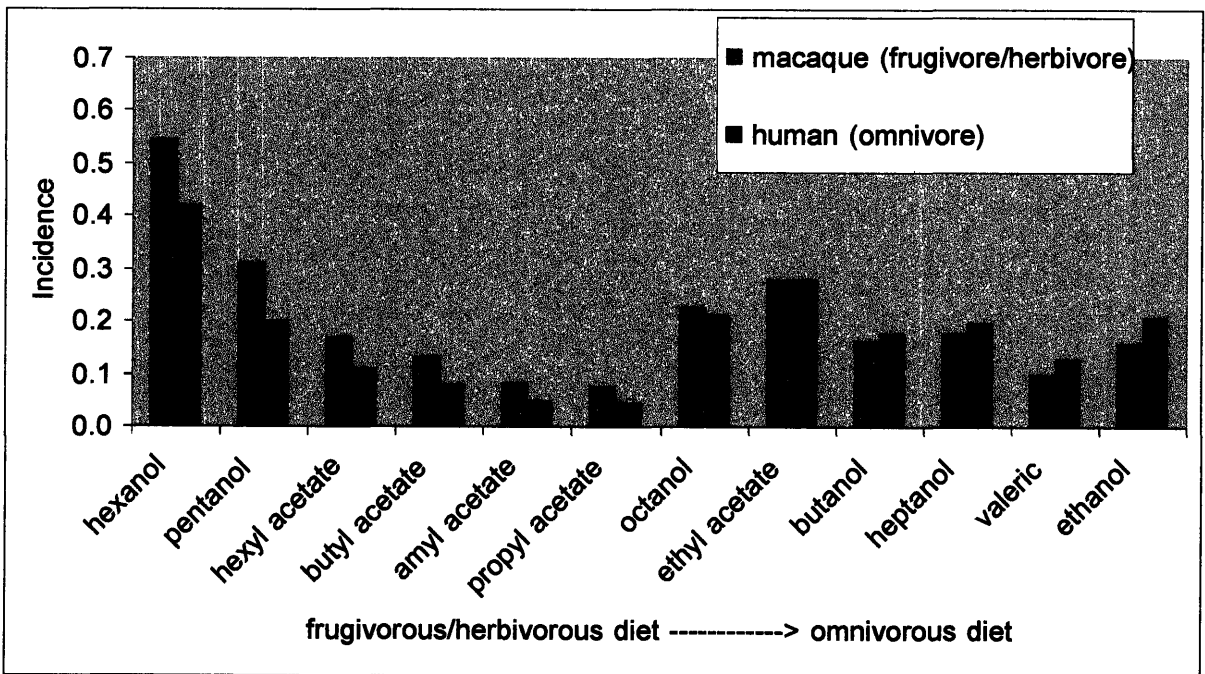 macaque (frugivore/herbivore)
human (omnivore)
0.7
0.6
0.5
0.4
0.3
0.2
0.1
0.0
Incidence
hexanol
pentanol
hexyl acetate
butyl acetate
amyl acetate
propyl acetate
octanol
ethyl acetate
butanol
heptanol
valeric
ethanol
frugivorous/herbivorous diet ------------> omnivorous diet